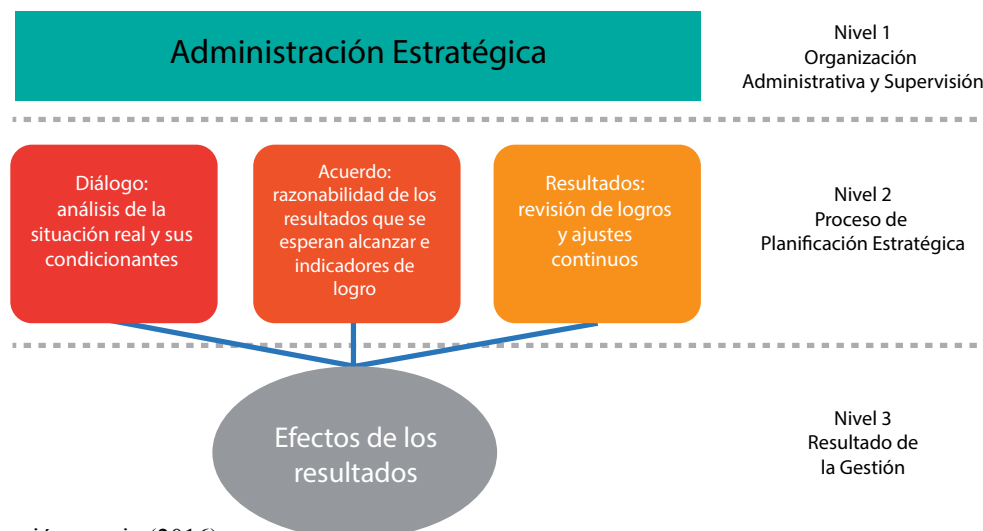 Administración Estratégica
Nivel 1
Organización
Administrativa y Supervisión
Diálogo:
análisis de la
situación real y sus
condicionantes
Acuerdo:
razonabilidad de los
resultados que se
esperan alcanzar e
indicadores de
logro
Resultados:
revisión de logros
y ajustes
continuos
Nivel 2
Proceso de
Planificación Estratégica
Efectos de los
resultados
Nivel 3
Resultado de
la Gestión